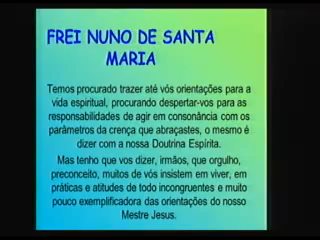 FREI NUNO DE SANTA
MARIA
Temos procurado trazer até vós orientações para a
vida espiritual, procurando despertar-vos para as
responsabilidades de agir em consonância com os
parâmetros da crença que abraçastes, o mesmo é
dizer com a nossa Doutrina Espírita.
Mas tenho que vos dizer, irmãos, que orgulho,
preconceito, muitos de vós insistem em viver, em
práticas e atitudes de todo incongruentes e muito
pouco exemplificadora das orientações do nosso
Mestre Jesus.